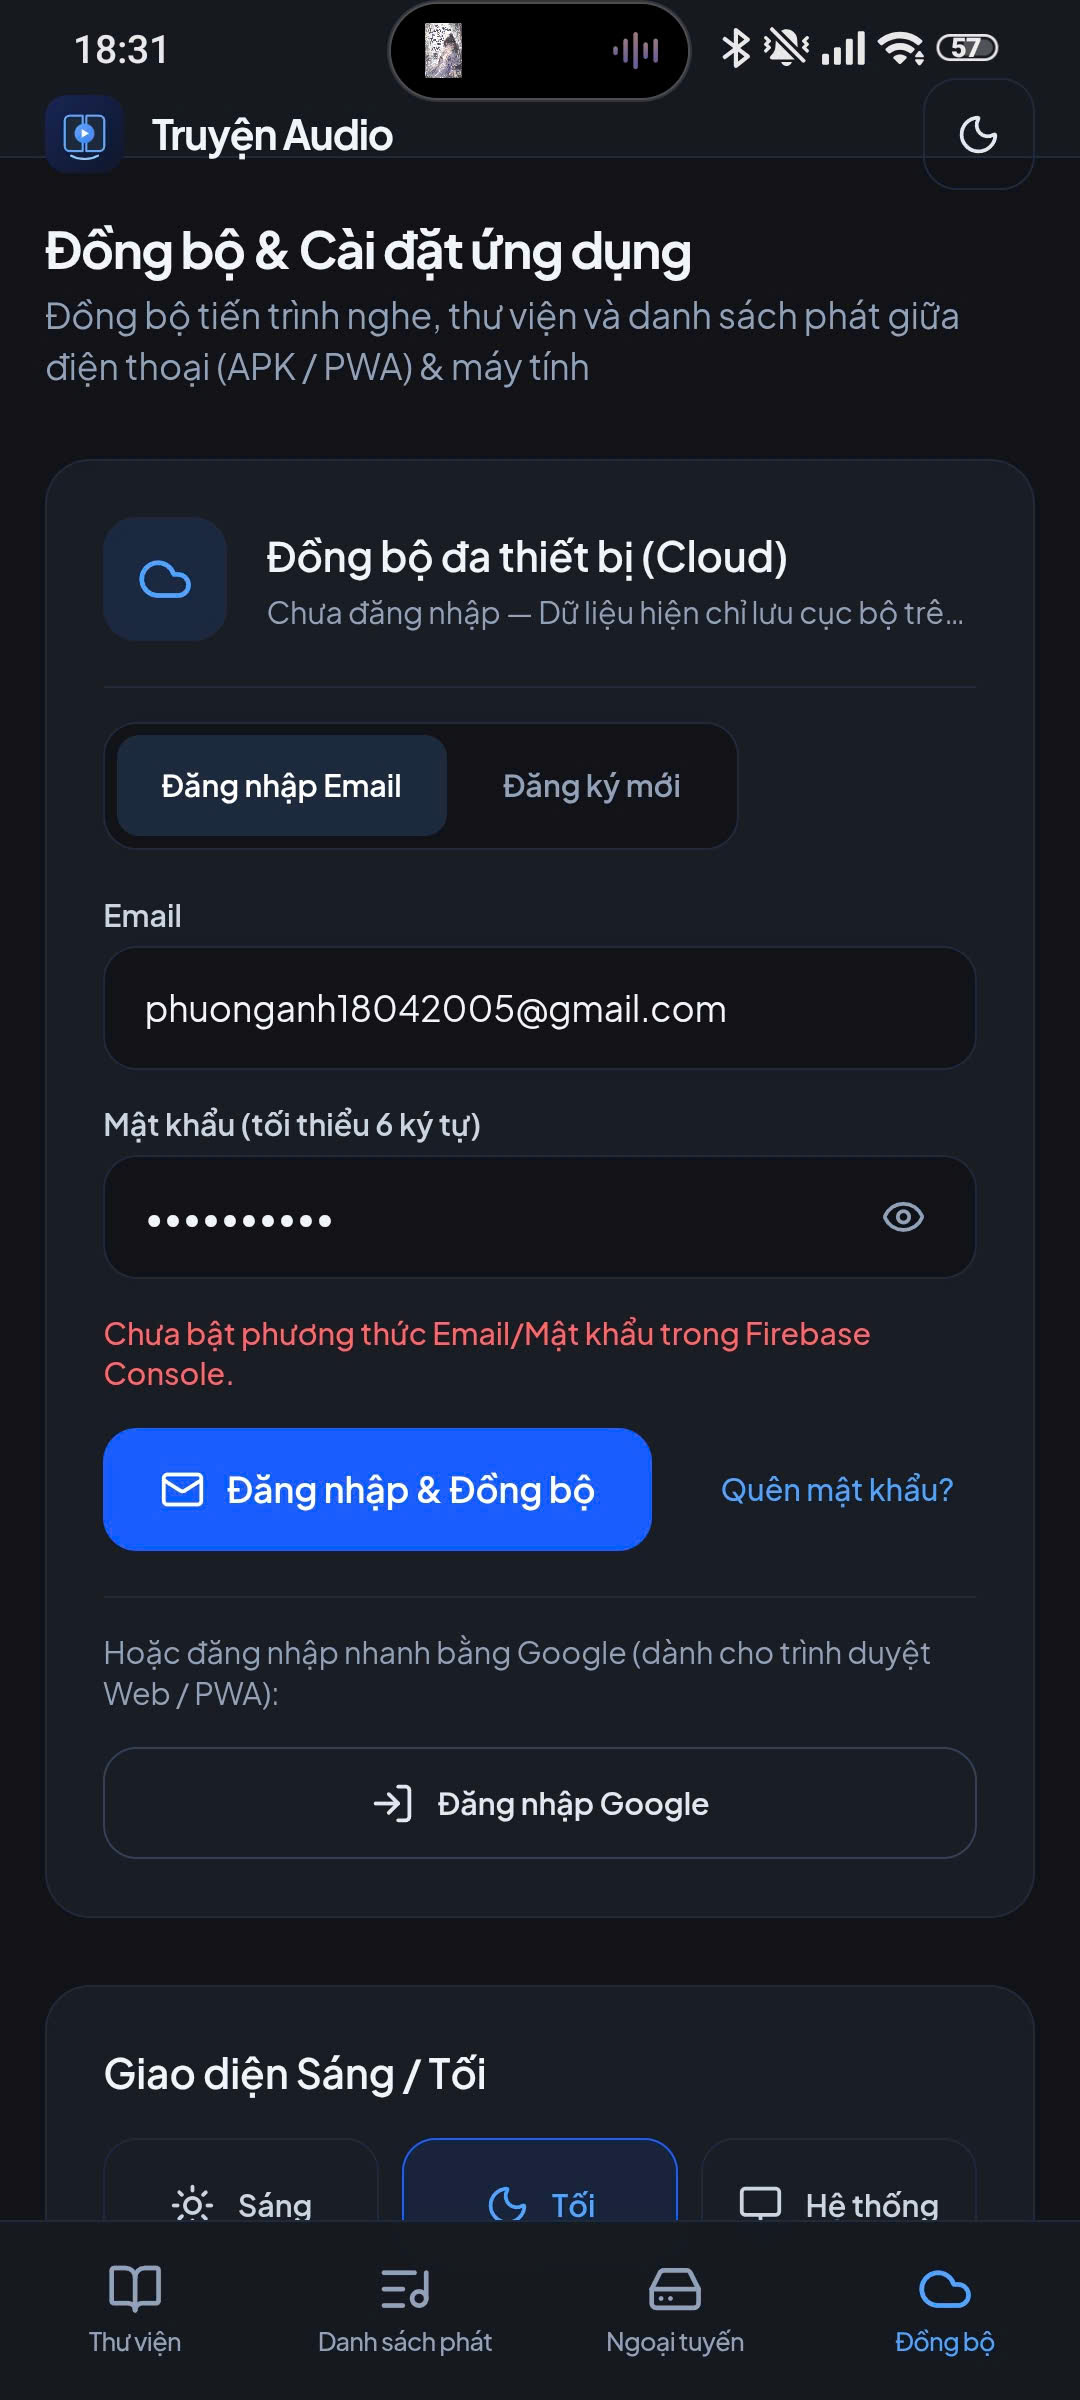 18:31
57
Truyện Audio
Đồng bộ & Cài đặt ứng dụng
Đồng bộ tiến trình nghe, thư viện và danh sách phát giữa
điện thoại (APK / PWA) & máy tính
Đồng bộ đa thiết bị (Cloud)
Chưa đăng nhập — Dữ liệu hiện chỉ lưu cục bộ trê...
Đăng nhập Email
Đăng ký mới
Email
phuonganh18042005@gmail.com
Mật khẩu (tối thiểu 6 ký tự)
••••••••••
Chưa bật phương thức Email/Mật khẩu trong Firebase
Console.
Đăng nhập & Đồng bộ
Quên mật khẩu?
Hoặc đăng nhập nhanh bằng Google (dành cho trình duyệt
Web / PWA):
Đăng nhập Google
Giao diện Sáng / Tối
Sáng
Tối
Hệ thống
Thư viện
Danh sách phát
Ngoại tuyến
Đồng bộ